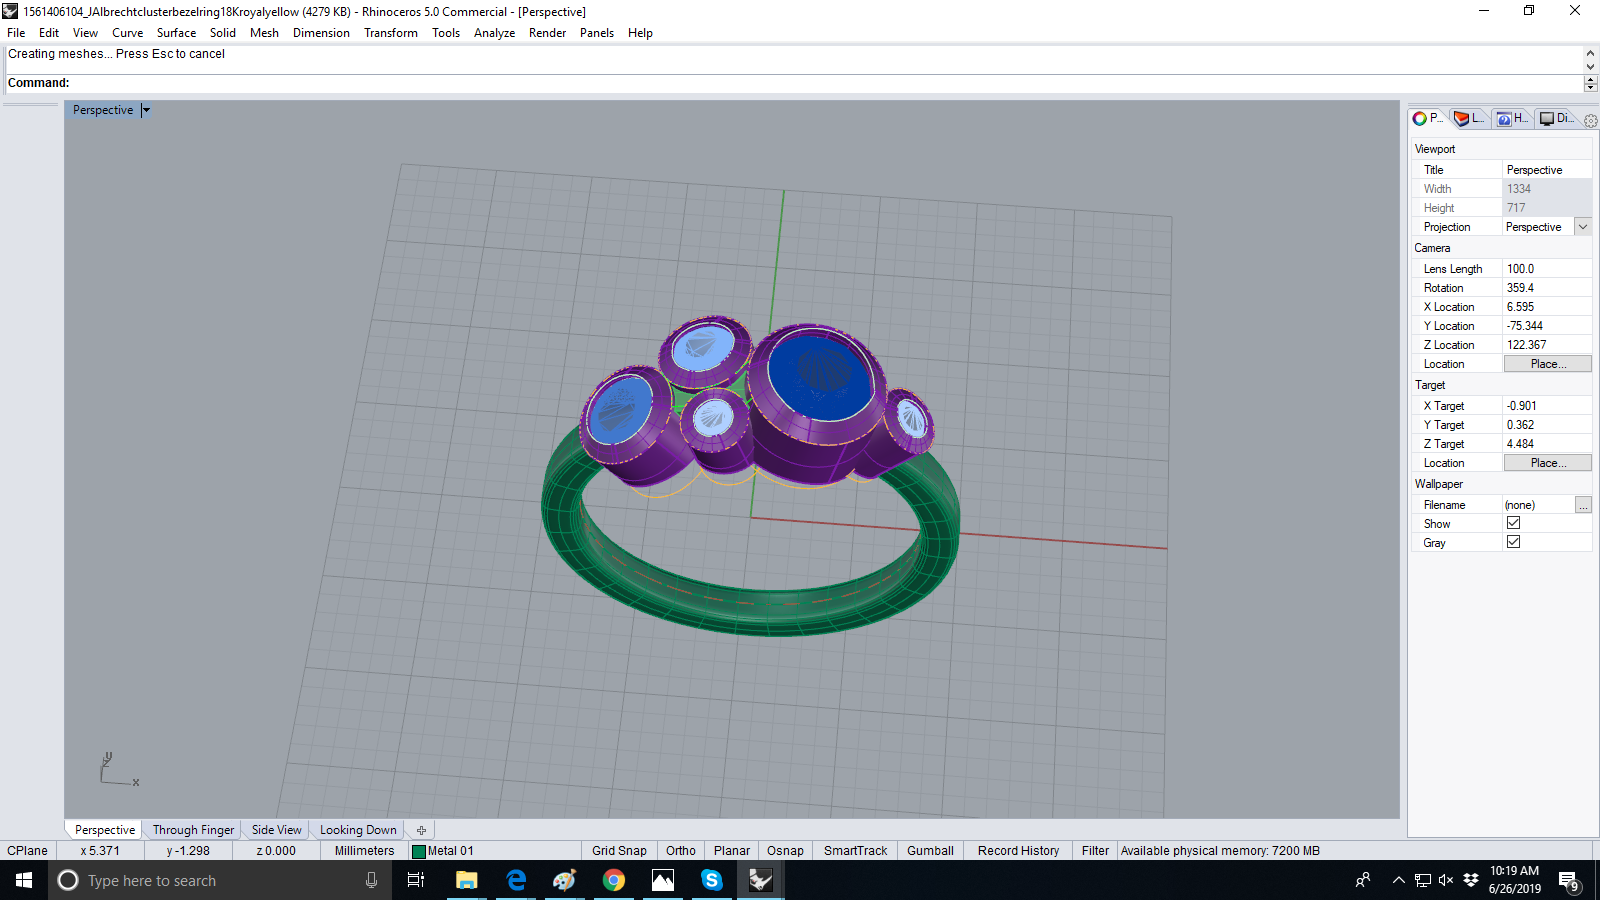 1561406104_JAlbrechtclusterbezelring18Kroyalyellow (4279 KB) - Rhinoceros 5.0 Commercial - [Perspective]
File Edit View Curve Surface Solid Mesh Dimension Transform Tools Analyze Render Panels Help
Creating meshes... Press Esc to cancel
Command:
Perspective
P... L... H... Di...
Viewport
Title Perspective
Width 1334
Height 717
Projection Perspective
Camera
Lens Length 100.0
Rotation 359.4
X Location 6.595
Y Location -75.344
Z Location 122.367
Location Place...
Target
X Target -0.901
Y Target 0.362
Z Target 4.484
Location Place...
Wallpaper
Filename (none) ...
Show
Gray
y
z
x
Perspective Through Finger Side View Looking Down
CPlane x 5.371 y -1.298 z 0.000 Millimeters Metal 01 Grid Snap Ortho Planar Osnap SmartTrack Gumball Record History Filter Available physical memory: 7200 MB
Type here to search
10:19 AM
6/26/2019
9